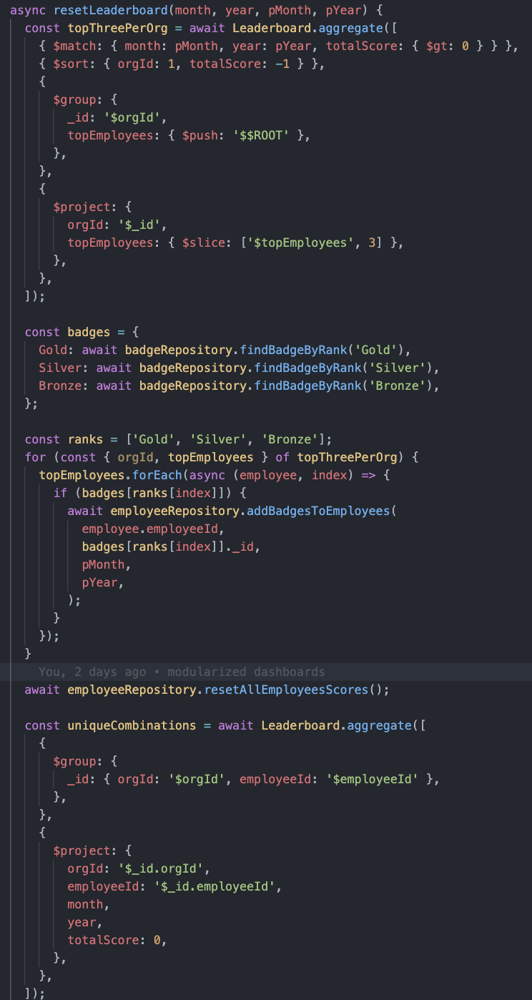 async resetLeaderboard(month, year, pMonth, pYear) {
  const topThreePerOrg = await Leaderboard.aggregate([
    { $match: { month: pMonth, year: pYear, totalScore: { $gt: 0 } } },
    { $sort: { orgId: 1, totalScore: -1 } },
    {
      $group: {
        _id: '$orgId',
        topEmployees: { $push: '$$ROOT' },
      },
    },
    {
      $project: {
        orgId: '$_id',
        topEmployees: { $slice: ['$topEmployees', 3] },
      },
    },
  ]);

  const badges = {
    Gold: await badgeRepository.findBadgeByRank('Gold'),
    Silver: await badgeRepository.findBadgeByRank('Silver'),
    Bronze: await badgeRepository.findBadgeByRank('Bronze'),
  };

  const ranks = ['Gold', 'Silver', 'Bronze'];
  for (const { orgId, topEmployees } of topThreePerOrg) {
    topEmployees.forEach(async (employee, index) => {
      if (badges[ranks[index]]) {
        await employeeRepository.addBadgesToEmployees(
          employee.employeeId,
          badges[ranks[index]]._id,
          pMonth,
          pYear,
        );
      }
    });
  }
    You, 2 days ago • modularized dashboards
  await employeeRepository.resetAllEmployeesScores();

  const uniqueCombinations = await Leaderboard.aggregate([
    {
      $group: {
        _id: { orgId: '$orgId', employeeId: '$employeeId' },
      },
    },
    {
      $project: {
        orgId: '$_id.orgId',
        employeeId: '$_id.employeeId',
        month,
        year,
        totalScore: 0,
      },
    },
  ]);